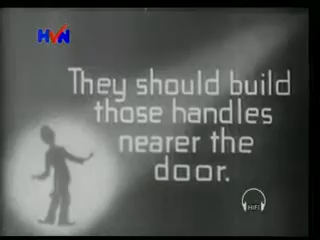 HVN
They should build
those handles
nearer the
door.
HIFI